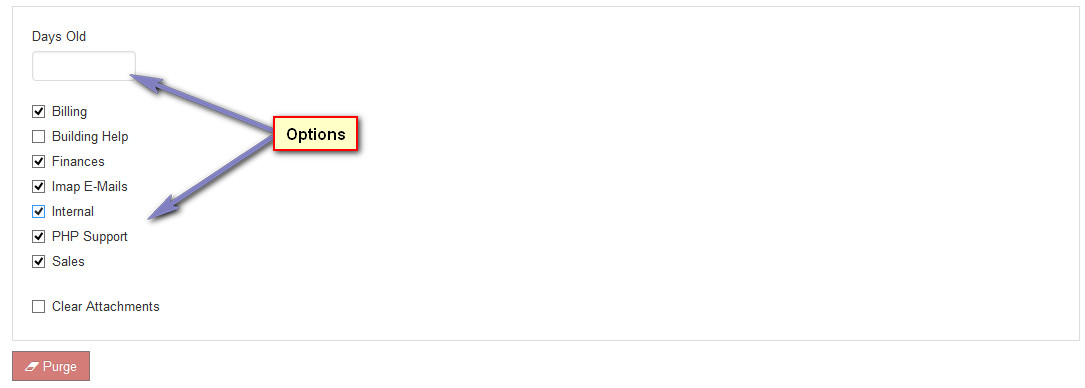 Days Old
Options
Billing
Building Help
Finances
Imap E-Mails
Internal
PHP Support
Sales
Clear Attachments
Purge